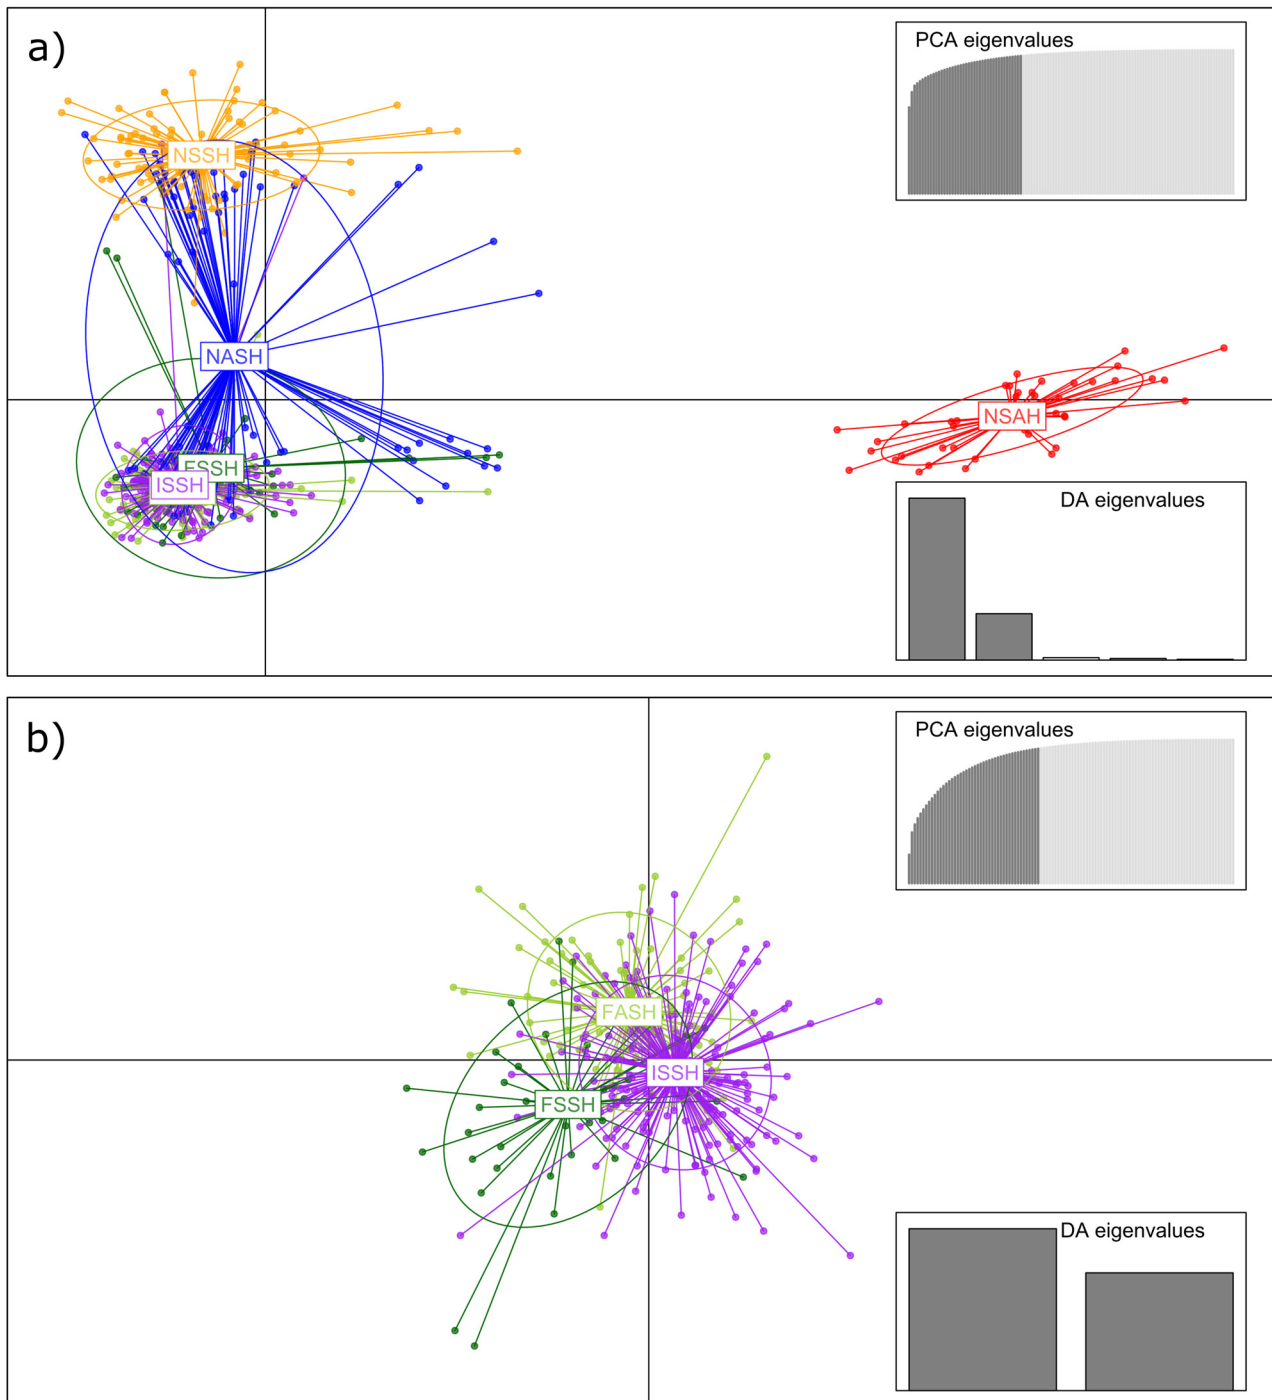 a)
PCA eigenvalues
NSSH
NASH
NSAH
FSSH
ISSH
DA eigenvalues
b)
PCA eigenvalues
FASH
ISSH
FSSH
DA eigenvalues